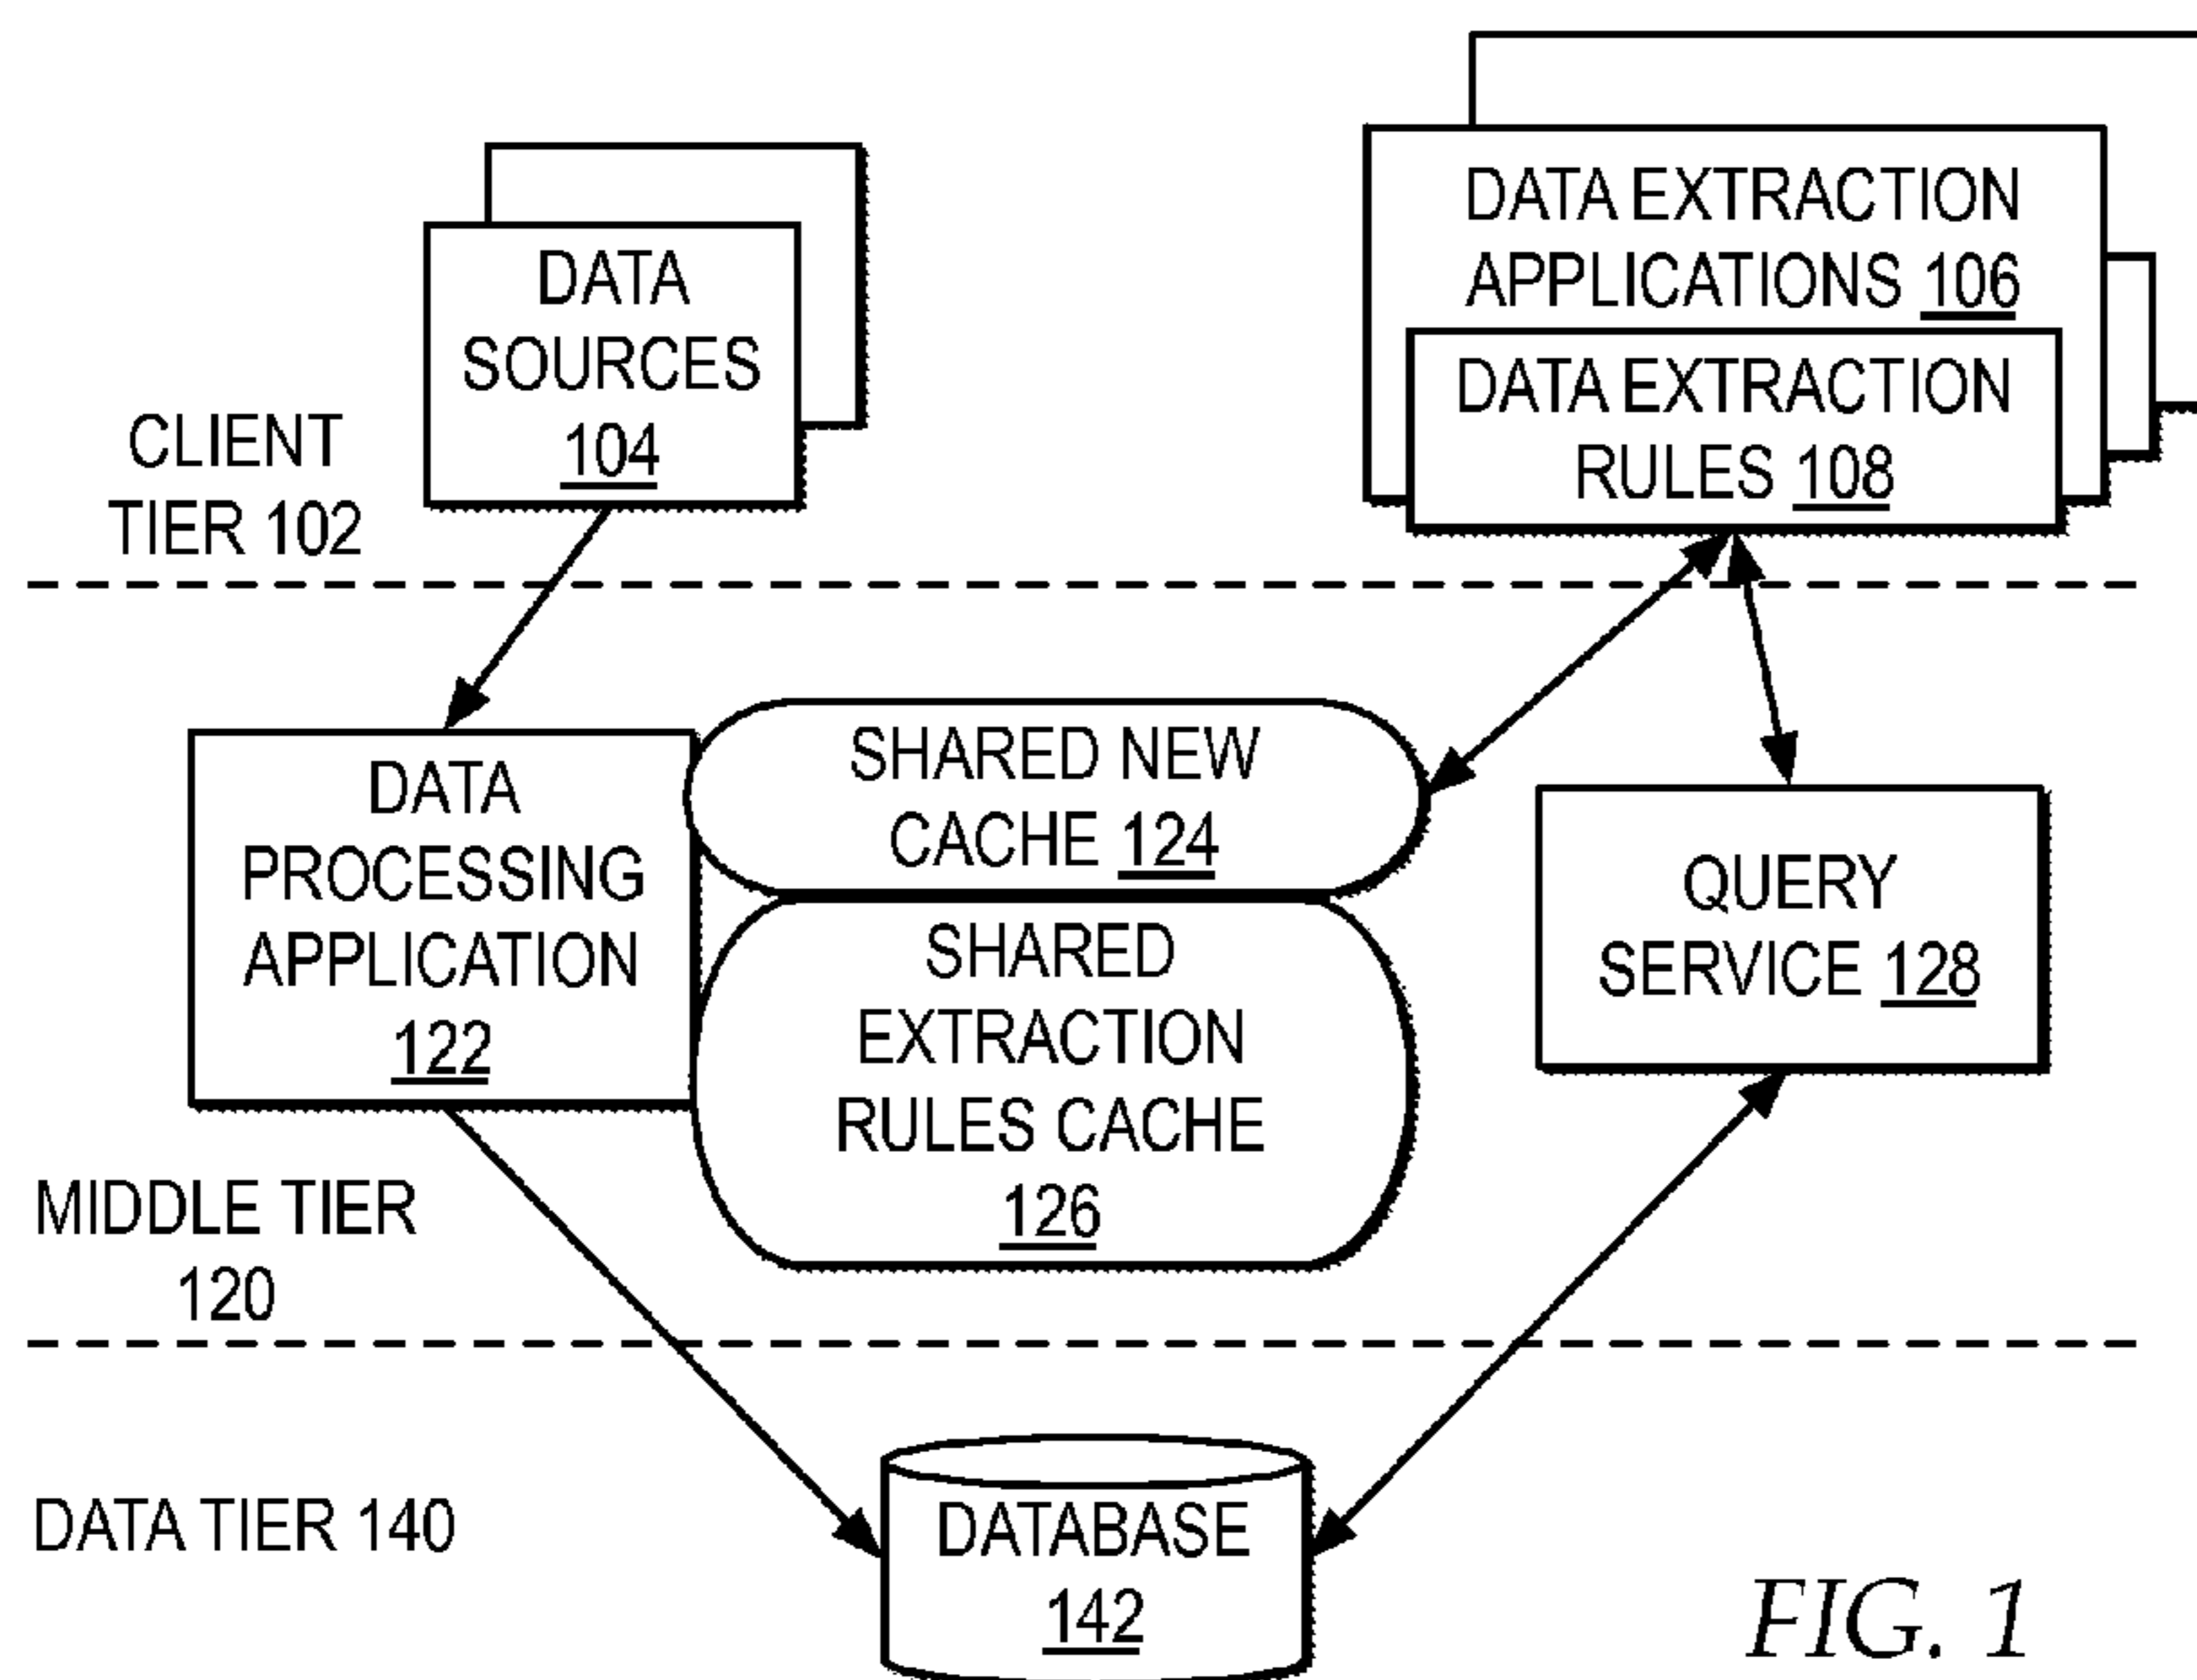 DATA
SOURCES
104
DATA EXTRACTION
APPLICATIONS 106
DATA EXTRACTION
RULES 108
CLIENT
TIER 102
DATA
PROCESSING
APPLICATION
122
SHARED NEW
CACHE 124
SHARED
EXTRACTION
RULES CACHE
126
QUERY
SERVICE 128
MIDDLE TIER
120
DATA TIER 140
DATABASE
142
FIG. 1